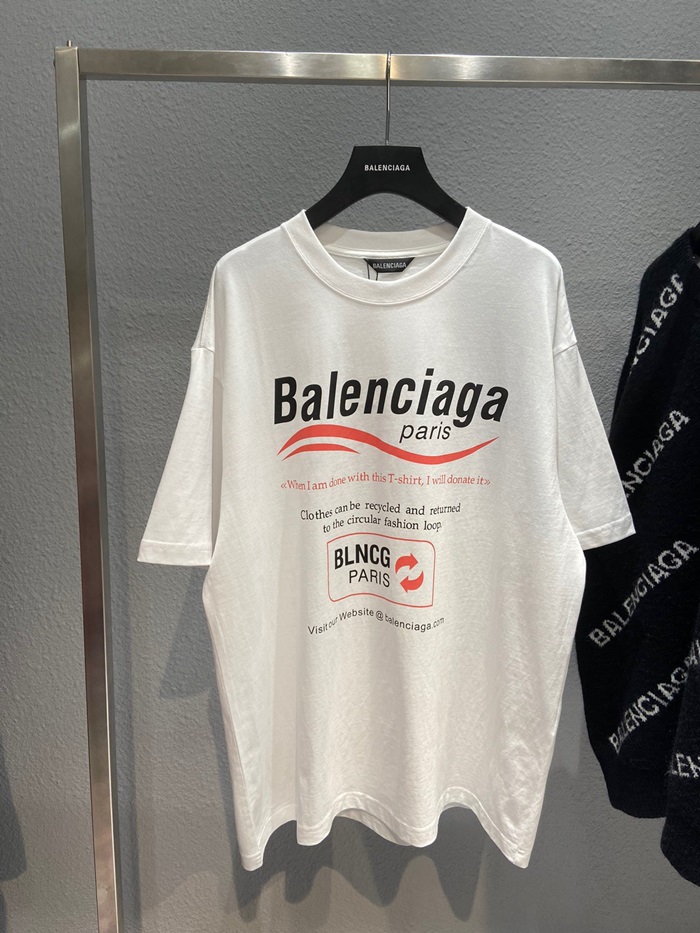 BALENCIAGA
BALENCIAGA
Balenciaga
paris
«When I am done with this T-shirt, I will donate it»
Clothes can be recycled and returned
to the circular fashion loop.
BLNCG
PARIS
Visit our Website @ balenciaga.com
BALENCIAGA
BALENCIAGA
BALENCIAGA